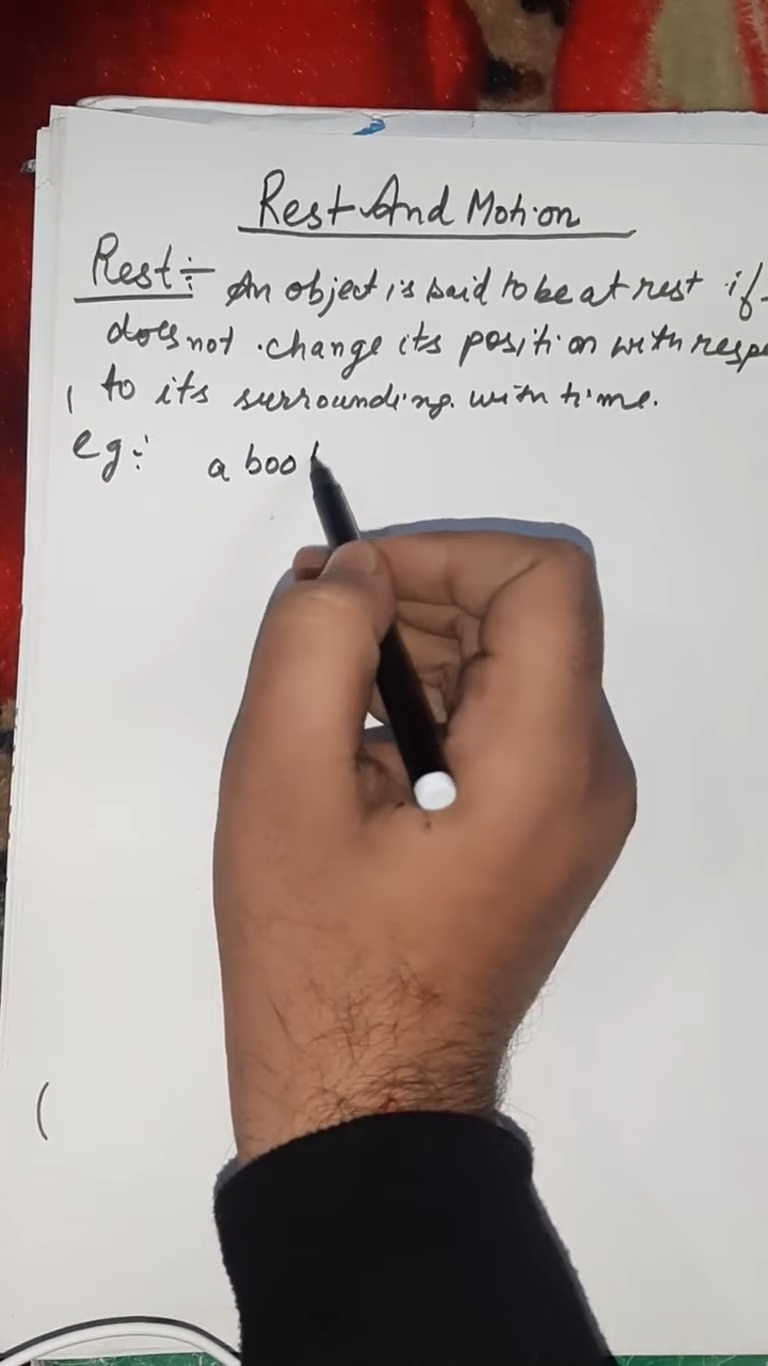 Rest And Motion
Rest:- An object is said to be at rest if
does not change its position with respe
to its surrounding. with time.
eg:- a boo